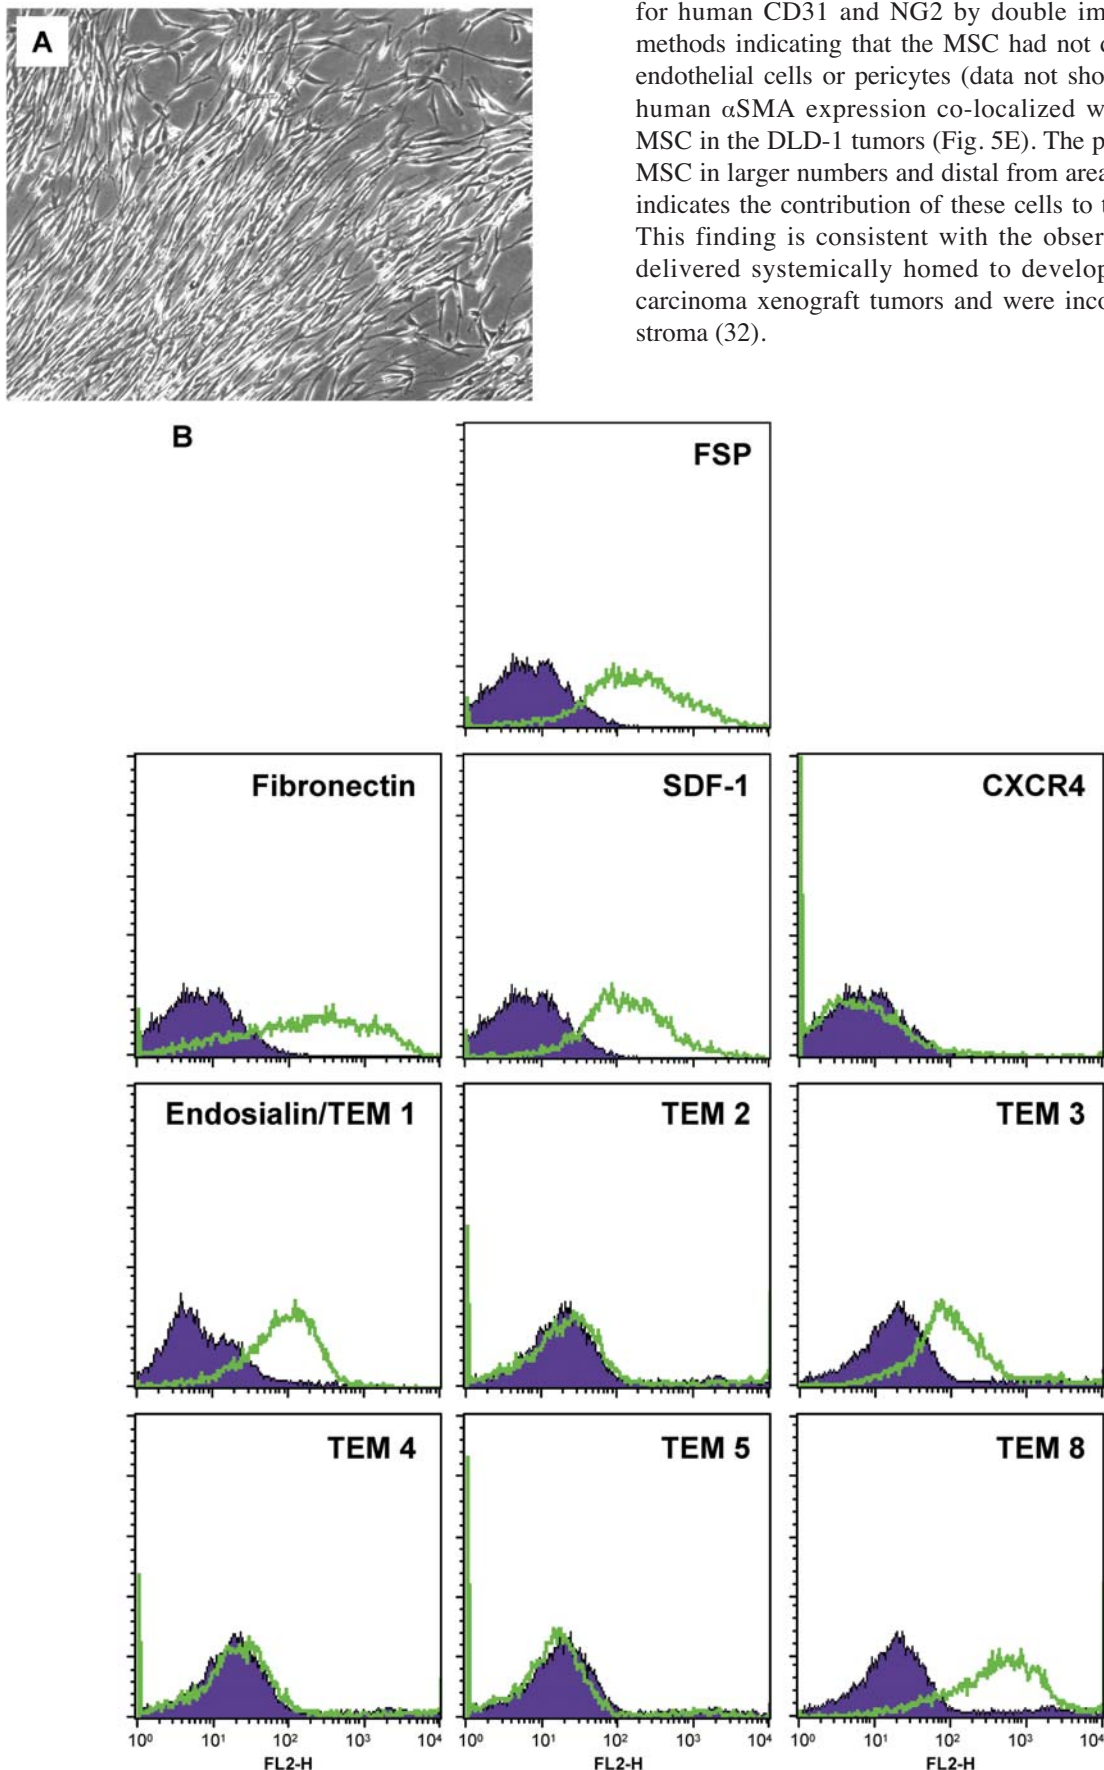 A
for human CD31 and NG2 by double im
methods indicating that the MSC had not
endothelial cells or pericytes (data not sho
human αSMA expression co-localized w
MSC in the DLD-1 tumors (Fig. 5E). The p
MSC in larger numbers and distal from area
indicates the contribution of these cells to t
This finding is consistent with the obser
delivered systemically homed to develop
carcinoma xenograft tumors and were inco
stroma (32).
B
FSP
Fibronectin SDF-1 CXCR4
Endosialin/TEM 1 TEM 2 TEM 3
TEM 4 TEM 5 TEM 8
10⁰ 10¹ 10² 10³ 10⁴ 10⁰ 10¹ 10² 10³ 10⁴ 10⁰ 10¹ 10² 10³ 10⁴
FL2-H FL2-H FL2-H